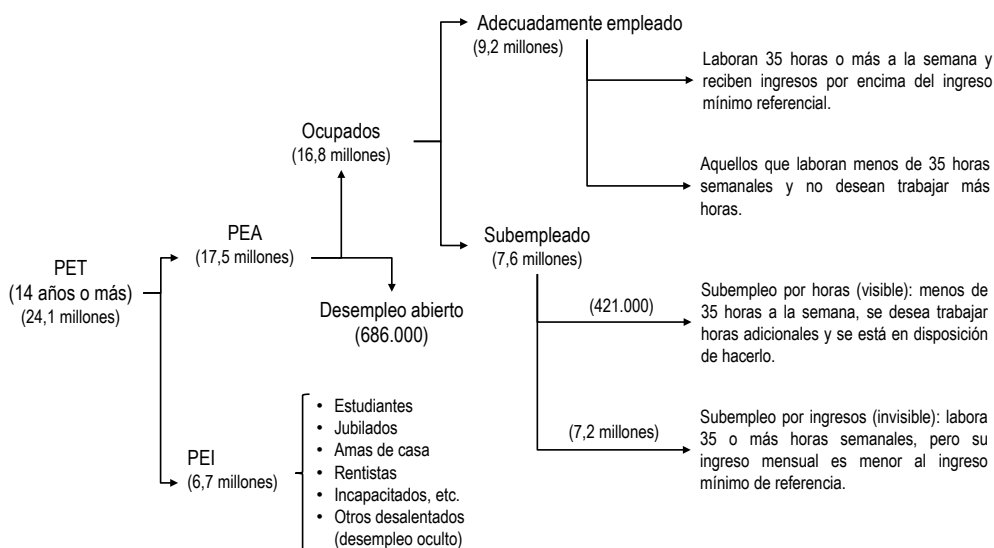 Adecuadamente empleado
(9,2 millones)
Laboran 35 horas o más a la semana y
reciben ingresos por encima del ingreso
mínimo referencial.
Aquellos que laboran menos de 35 horas
semanales y no desean trabajar más
horas.
Ocupados
(16,8 millones)
PEA
(17,5 millones)
Subempleado
(7,6 millones)
PET
(14 años o más)
(24,1 millones)
Desempleo abierto
(686.000)
(421.000)
Subempleo por horas (visible): menos de
35 horas a la semana, se desea trabajar
horas adicionales y se está en disposición
de hacerlo.
(7,2 millones)
Subempleo por ingresos (invisible): labora
35 o más horas semanales, pero su
ingreso mensual es menor al ingreso
mínimo de referencia.
PEI
(6,7 millones)
• Estudiantes
• Jubilados
• Amas de casa
• Rentistas
• Incapacitados, etc.
• Otros desalentados
(desempleo oculto)